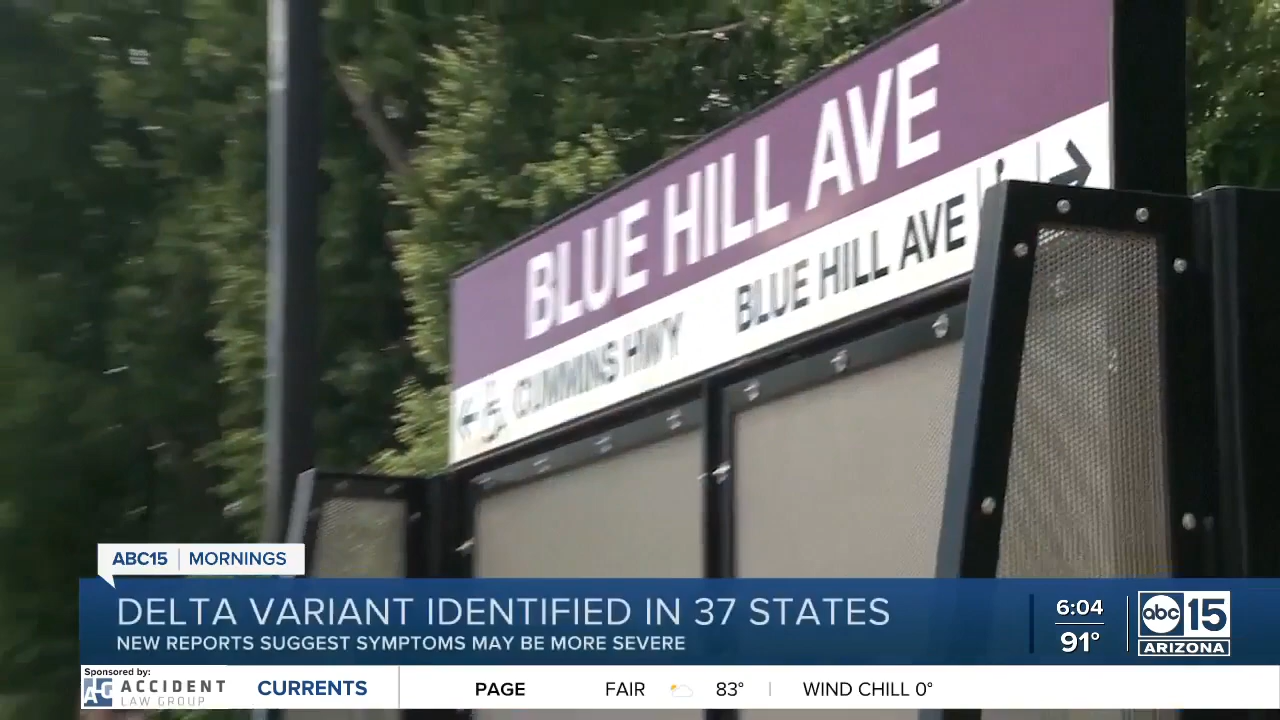 BLUE HILL AVE
CUMMINS HWY
BLUE HILL AVE
ABC15 | MORNINGS
DELTA VARIANT IDENTIFIED IN 37 STATES
NEW REPORTS SUGGEST SYMPTOMS MAY BE MORE SEVERE
6:04
91°
abc 15
ARIZONA
Sponsored by:
AG ACCIDENT
LAW GROUP
CURRENTS
PAGE FAIR 83° | WIND CHILL 0°